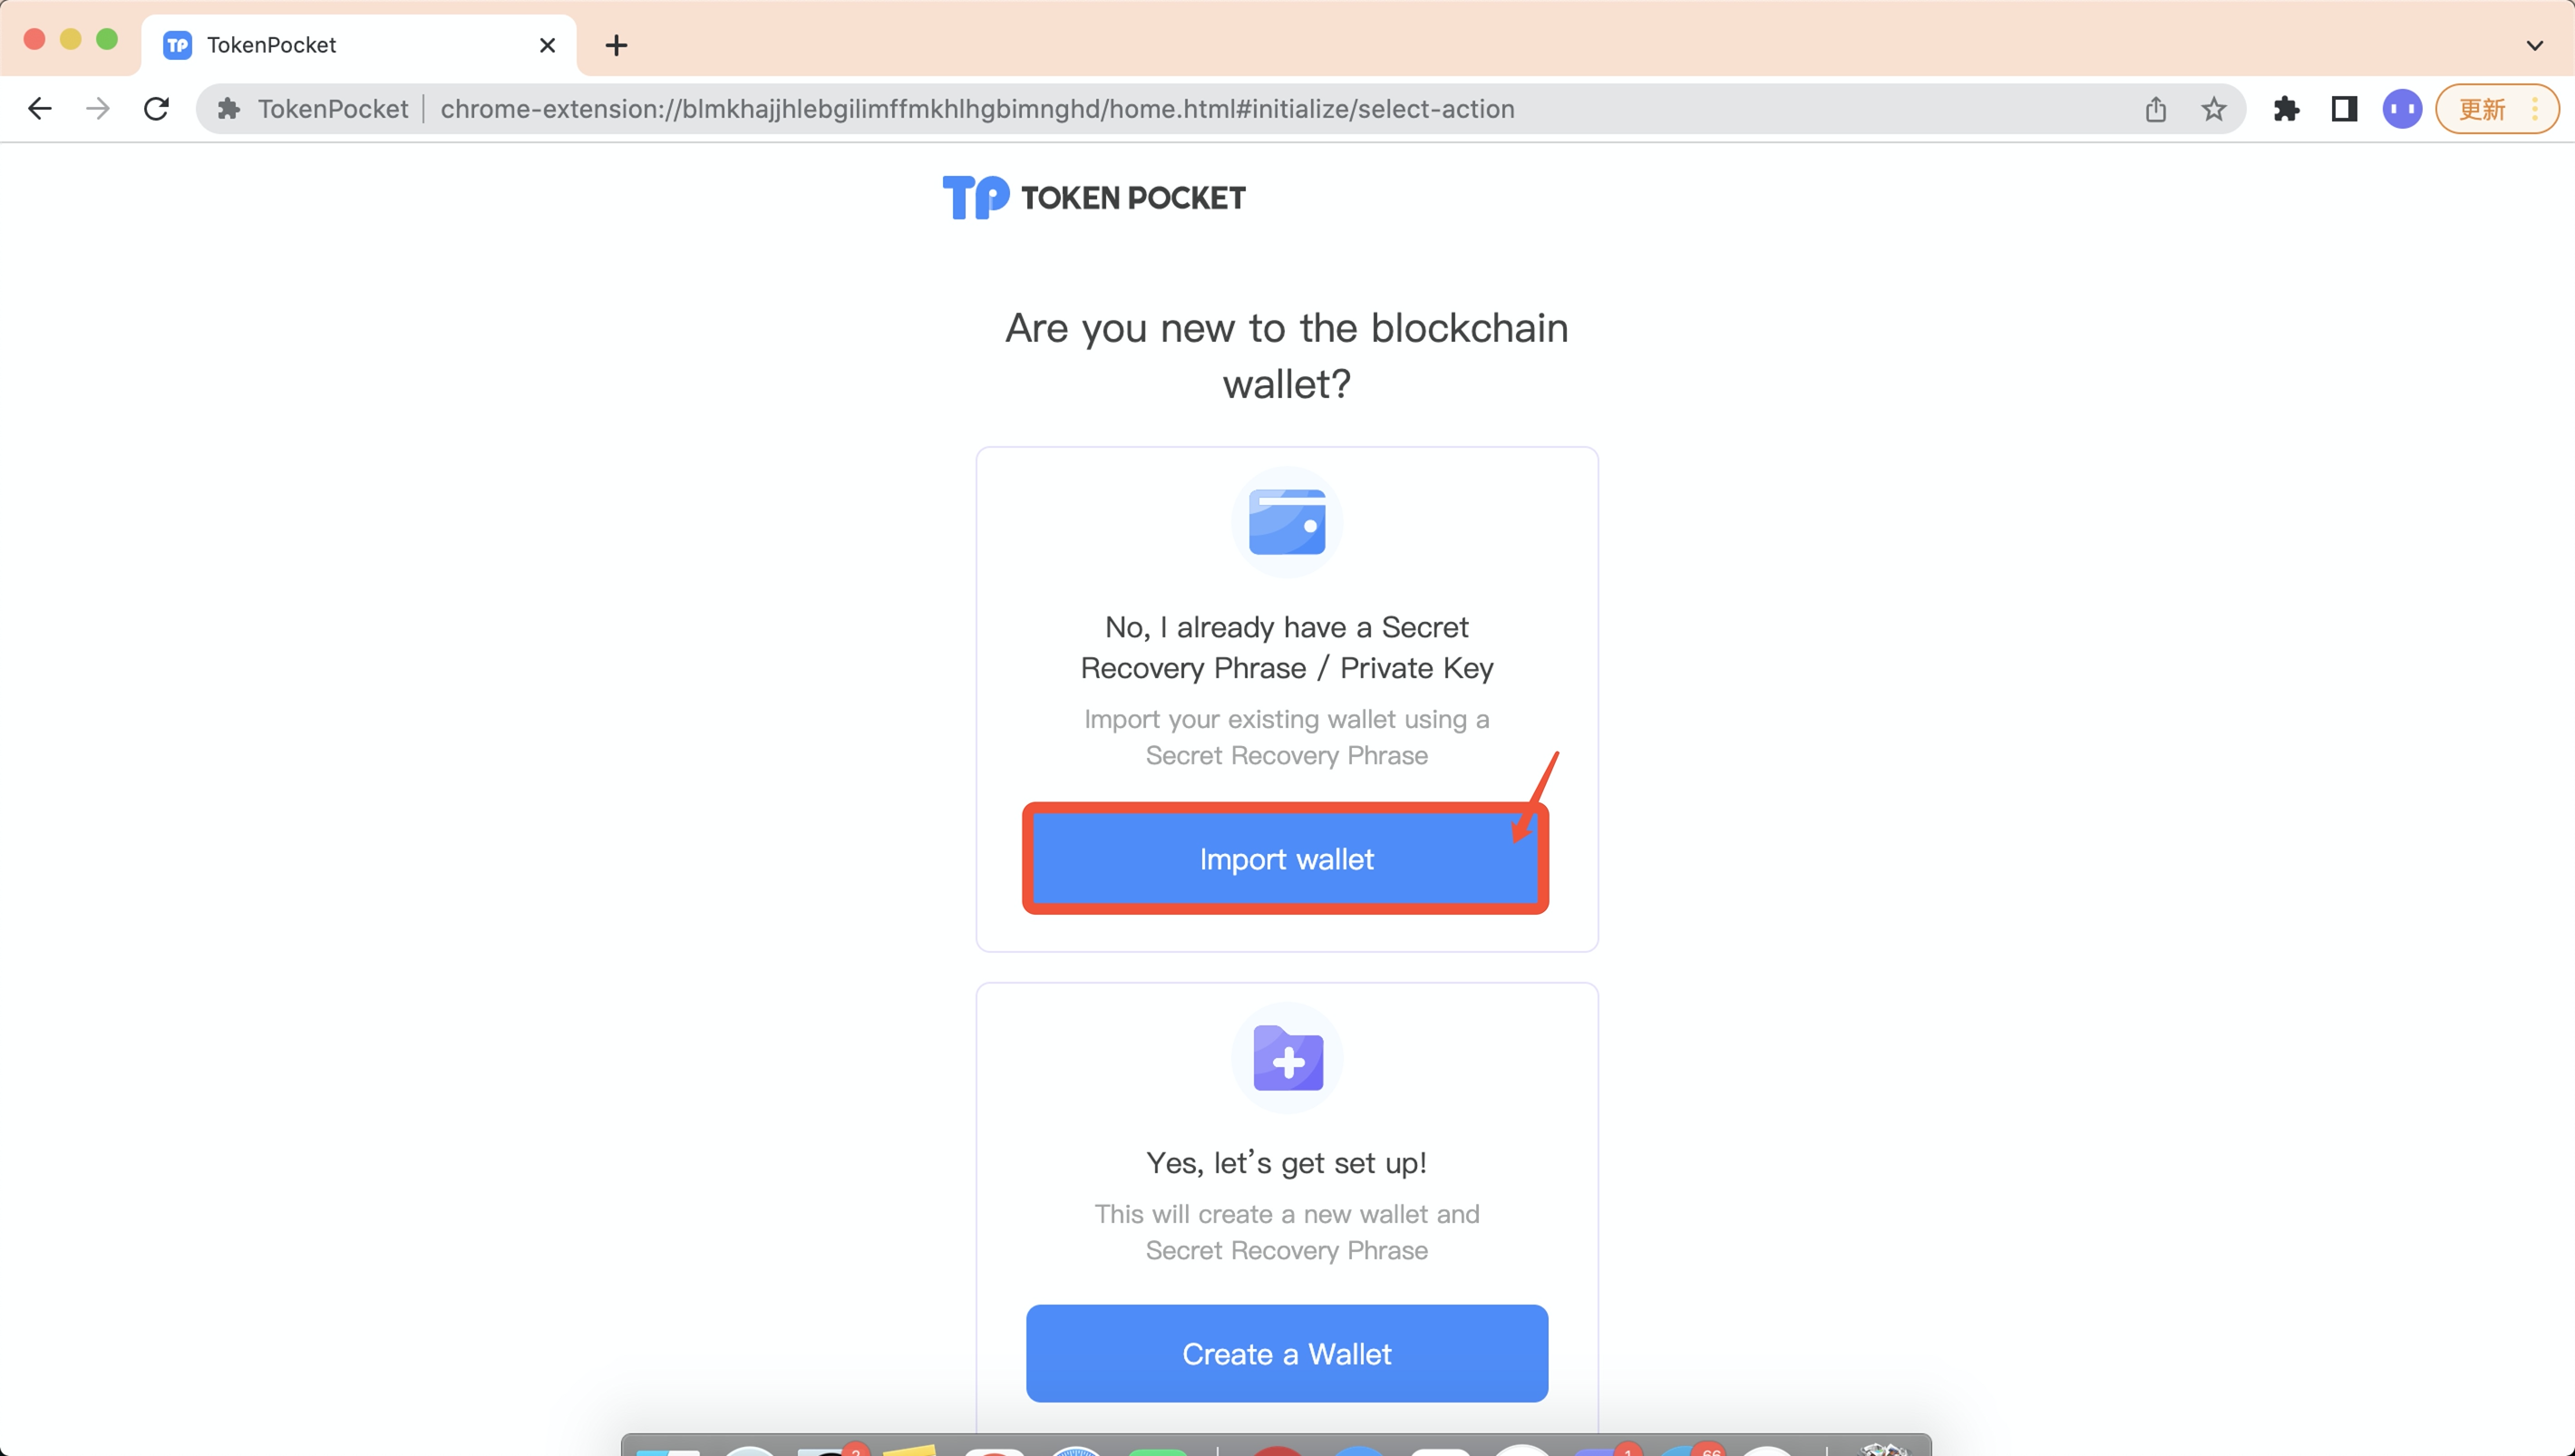 TP TokenPocket
TokenPocket | chrome-extension://blmkhajjhlebgilimffmkhlhgbimnghd/home.html#initialize/select-action
更新
TP TOKEN POCKET
Are you new to the blockchain
wallet?
No, I already have a Secret
Recovery Phrase / Private Key
Import your existing wallet using a
Secret Recovery Phrase
Import wallet
Yes, let's get set up!
This will create a new wallet and
Secret Recovery Phrase
Create a Wallet